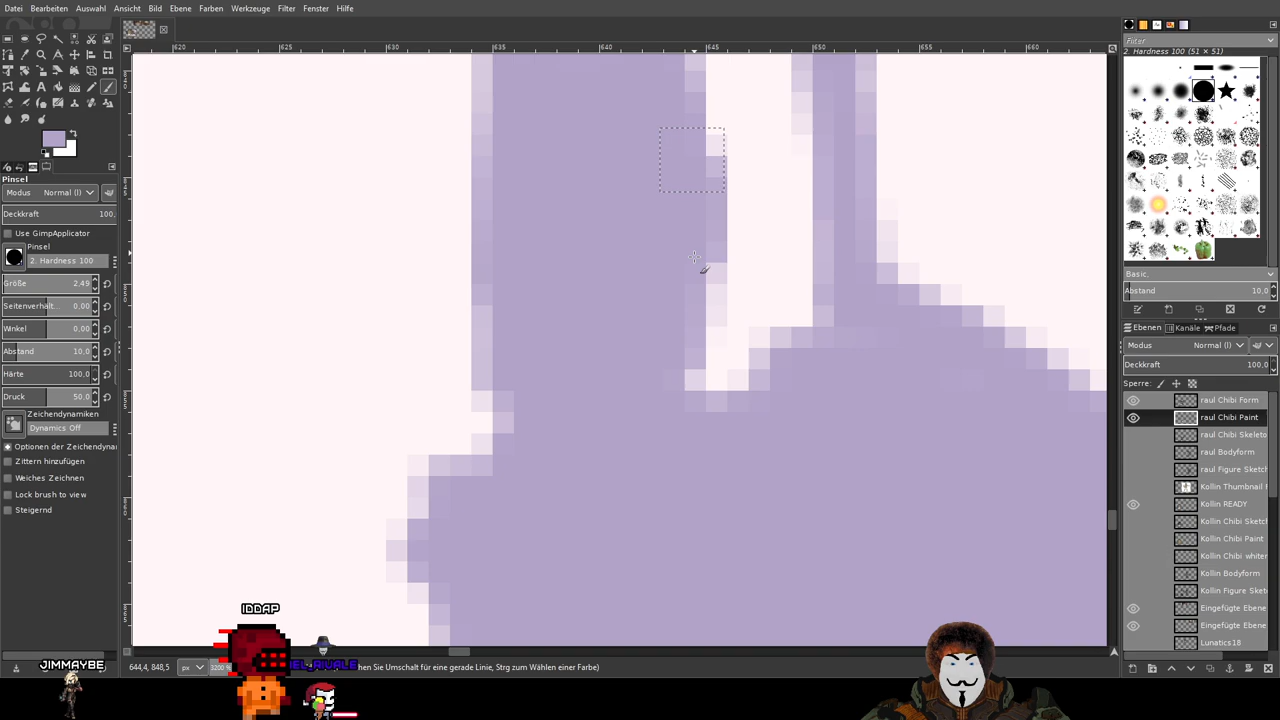 Datei Bearbeiten Auswahl Ansicht Bild Ebene Farben Werkzeuge Filter Fenster Hilfe
620 625 630 635 640 645 650 655 660
Filter
2. Hardness 100 (51 × 51)
Pinsel
Modus Normal (l)
Deckkraft 100,
Use GimpApplicator
Pinsel
2. Hardness 100
Größe 2,49
Seitenverhält... 0,00
Winkel 0,00
Abstand 10,0
Härte 100,0
Druck 50,0
Zeichendynamiken
Dynamics Off
Optionen der Zeichendynar
Zittern hinzufügen
Weiches Zeichnen
Lock brush to view
Steigernd
Basic.
Abstand 10,0
Ebenen Kanäle Pfade
Modus Normal (l)
Deckkraft 100,0
Sperre:
raul Chibi Form
raul Chibi Paint
raul Chibi Skeleto
raul Bodyform
raul Figure Sketch
Kollin Thumbnail
Kollin READY
Kollin Chibi Sketc
Kollin Chibi Paint
Kollin Chibi whiter
Kollin Bodyform
Kollin Figure Sket
Eingefügte Ebene
Eingefügte Ebene
Lunatics18
644,4, 848,5 px 3200 hen Sie Umschalt für eine gerade Linie, Strg zum Wählen einer Farbe)
IDDAP
JIMMAYBE